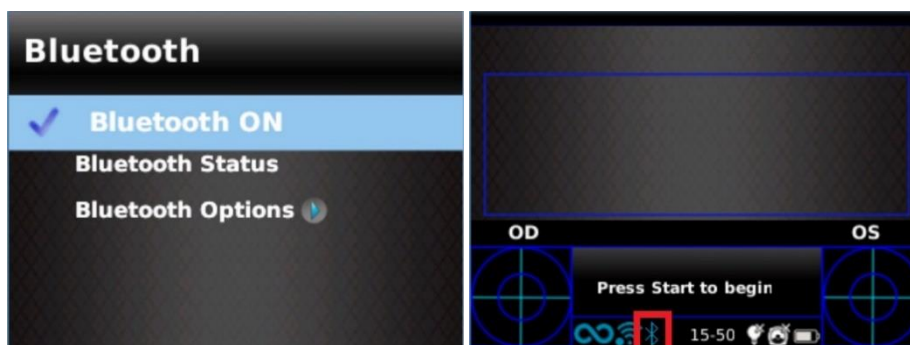 Bluetooth
Bluetooth ON
Bluetooth Status
Bluetooth Options
OD
OS
Press Start to begin
15-50